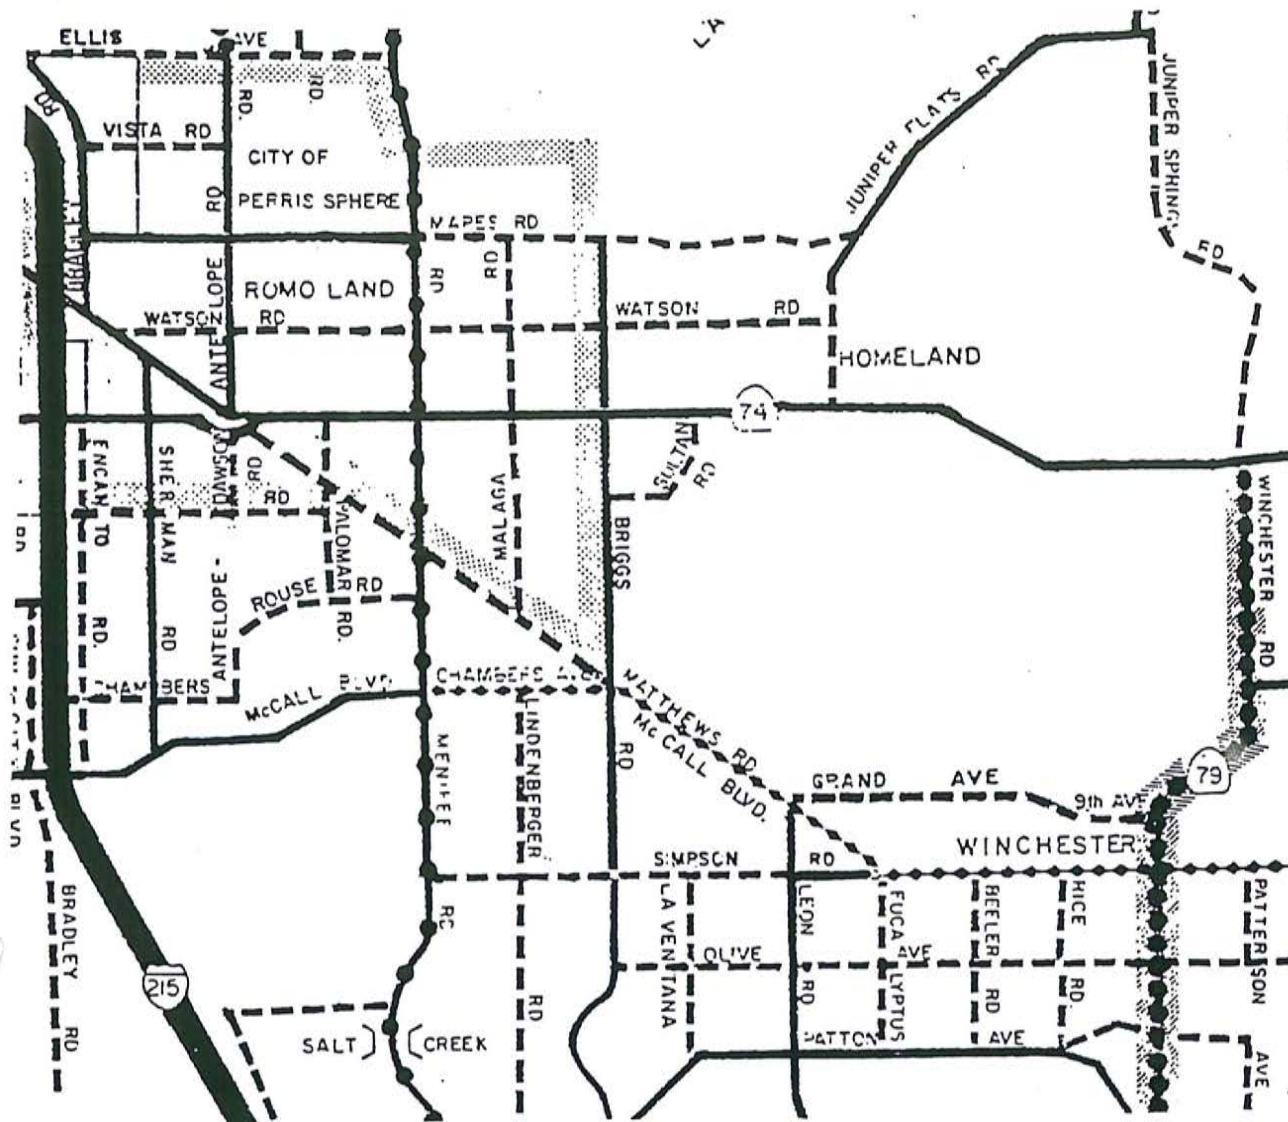 LA
ELLIS AVE
RD.
RD.
RD.
VISTA RD
CITY OF
PERRIS SPHERE
MAPES RD
RD
JUNIPER FLATS RD
JUNIPER SPRINGS RD
ANTELOPE RD
ROMO LAND
RD
WATSON RD
WATSON RD
HOMELAND
74
ENCANTO RD.
SHERMAN RD
DAWSON RD
RD
ANTELOPE-
PALOMAR RD.
ROUSE RD
MALAGA
BRIGGS RD
SULTAN RD
WINCHESTER RD
CHAMBERS AVE
McCALL BLVD
MATTHEWS RD
McCALL BLVD.
MENIFEE RD
LINDENBERGER RD
79
GRAND AVE
9th AVE
WINCHESTER
SIMPSON RD
BLVD
BRADLEY RD
LA VENTANA
LEON RD
BEELER RD
RICE RD.
PATTERSON AVE
OLIVE AVE
PATTON AVE
215
SALT CREEK